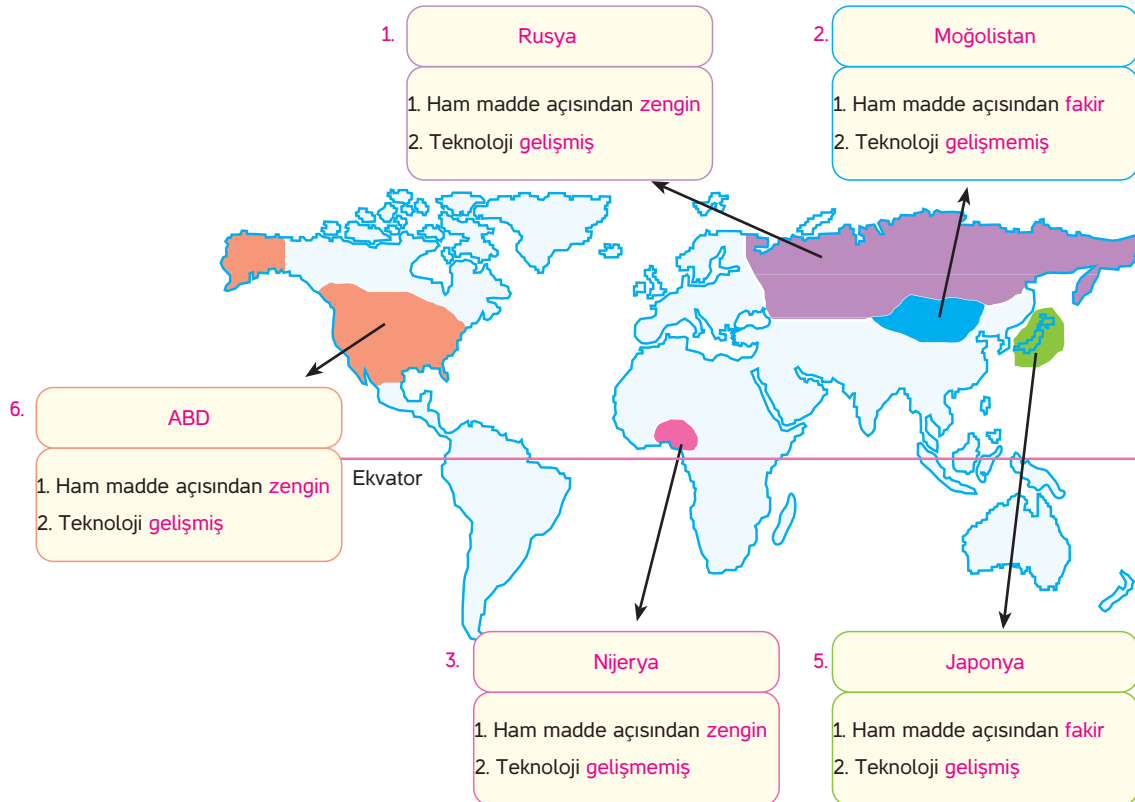 1. Rusya
1. Ham madde açısından zengin
2. Teknoloji gelişmiş
2. Moğolistan
1. Ham madde açısından fakir
2. Teknoloji gelişmemiş
6. ABD
1. Ham madde açısından zengin
2. Teknoloji gelişmiş
Ekvator
3. Nijerya
1. Ham madde açısından zengin
2. Teknoloji gelişmemiş
5. Japonya
1. Ham madde açısından fakir
2. Teknoloji gelişmiş